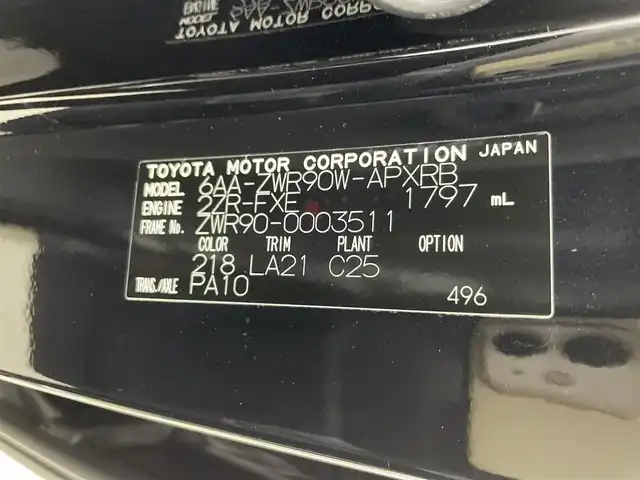 TOYOTA MOTOR CORPORATION JAPAN
MODEL 6AA-ZWR90W-APXRB
ENGINE 2ZR-FXE 1797 mL
FRAME No. ZWR90-0003511
COLOR TRIM PLANT OPTION
218 LA21 C25
TRANS./AXLE PA10
496